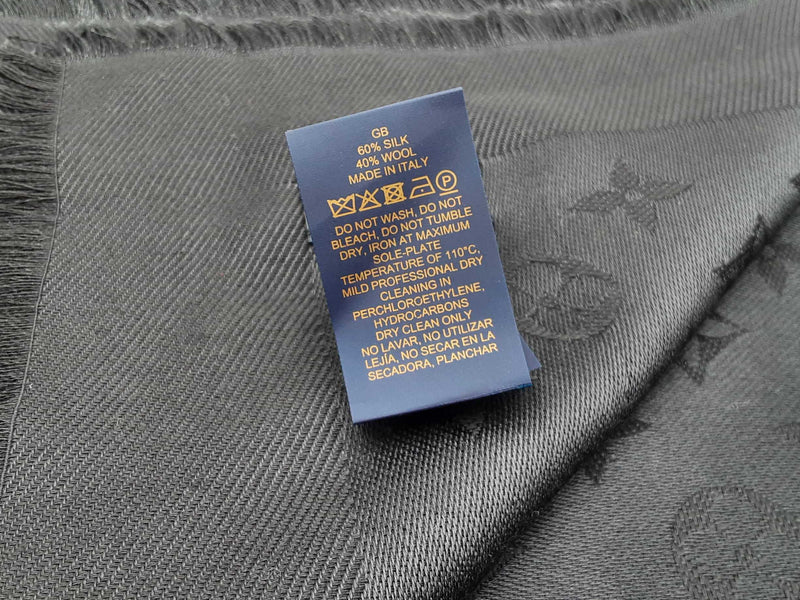 GB
60% SILK
40% WOOL
MADE IN ITALY
DO NOT WASH, DO NOT
BLEACH, DO NOT TUMBLE
DRY, IRON AT MAXIMUM
SOLE-PLATE
TEMPERATURE OF 110°C,
MILD PROFESSIONAL DRY
CLEANING IN
PERCHLOROETHYLENE,
HYDROCARBONS
DRY CLEAN ONLY
NO LAVAR, NO UTILIZAR
LEJÍA, NO SECAR EN LA
SECADORA, PLANCHAR